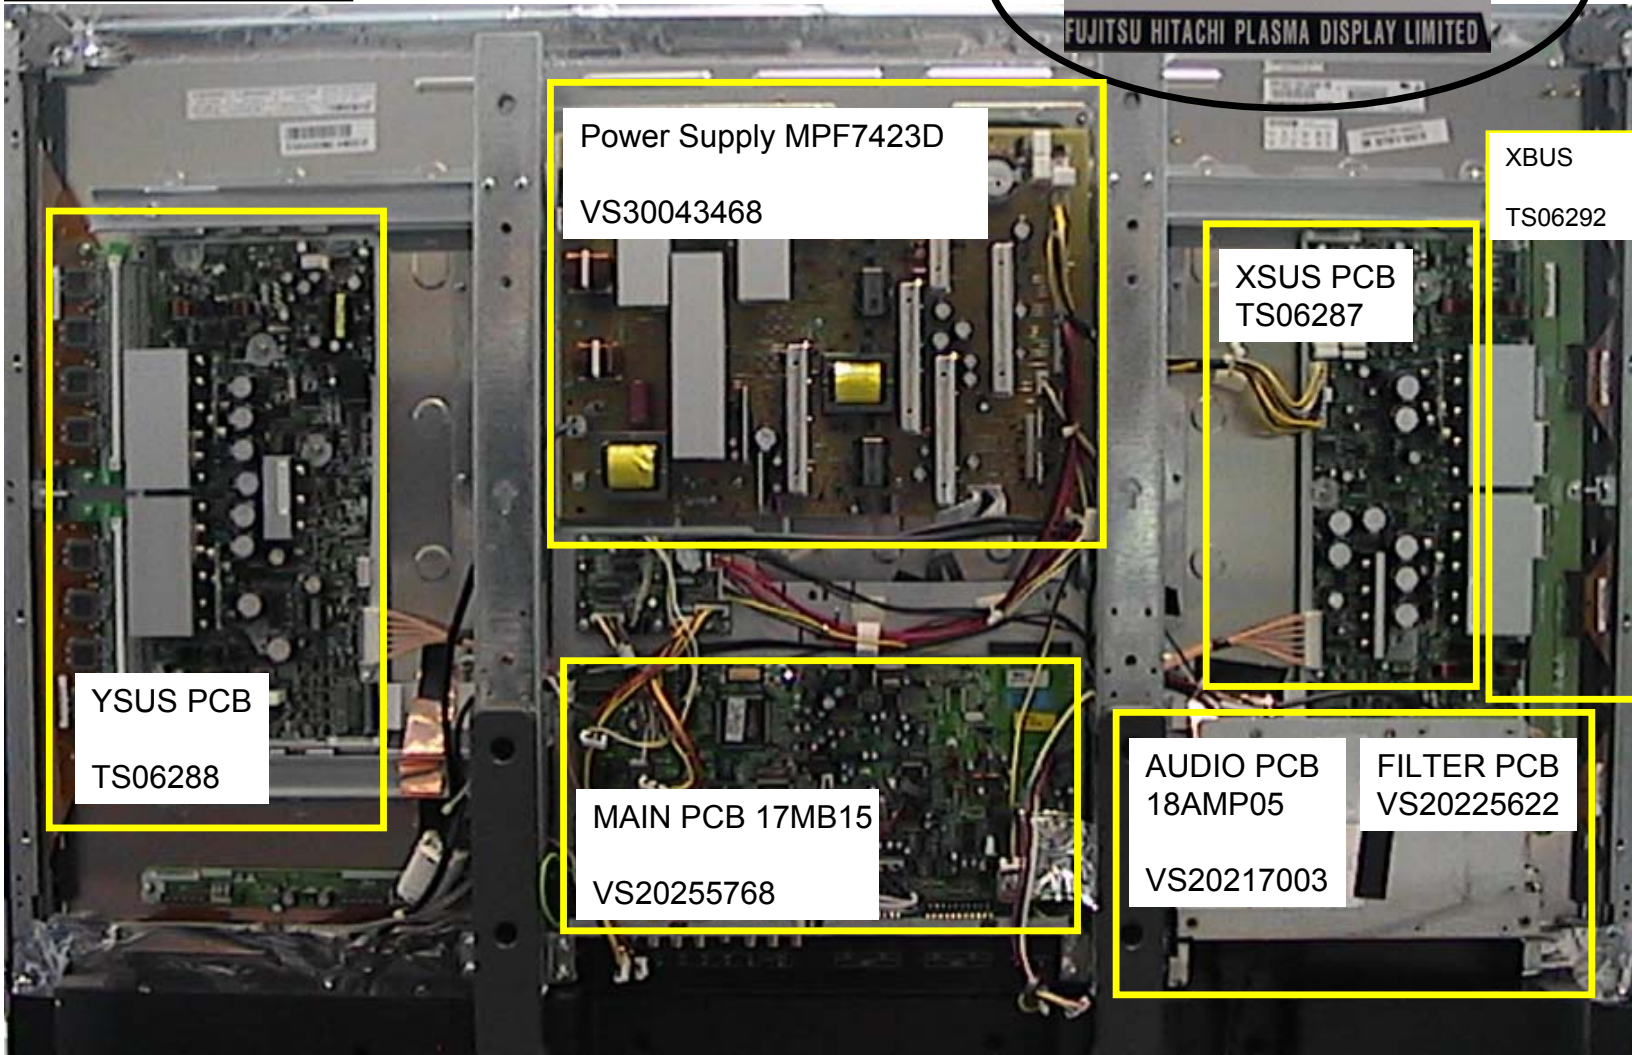 FUJITSU HITACHI PLASMA DISPLAY LIMITED
Power Supply MPF7423D
VS30043468
XBUS
TS06292
XSUS PCB
TS06287
YSUS PCB
TS06288
MAIN PCB 17MB15
VS20255768
AUDIO PCB
18AMP05
VS20217003
FILTER PCB
VS20225622